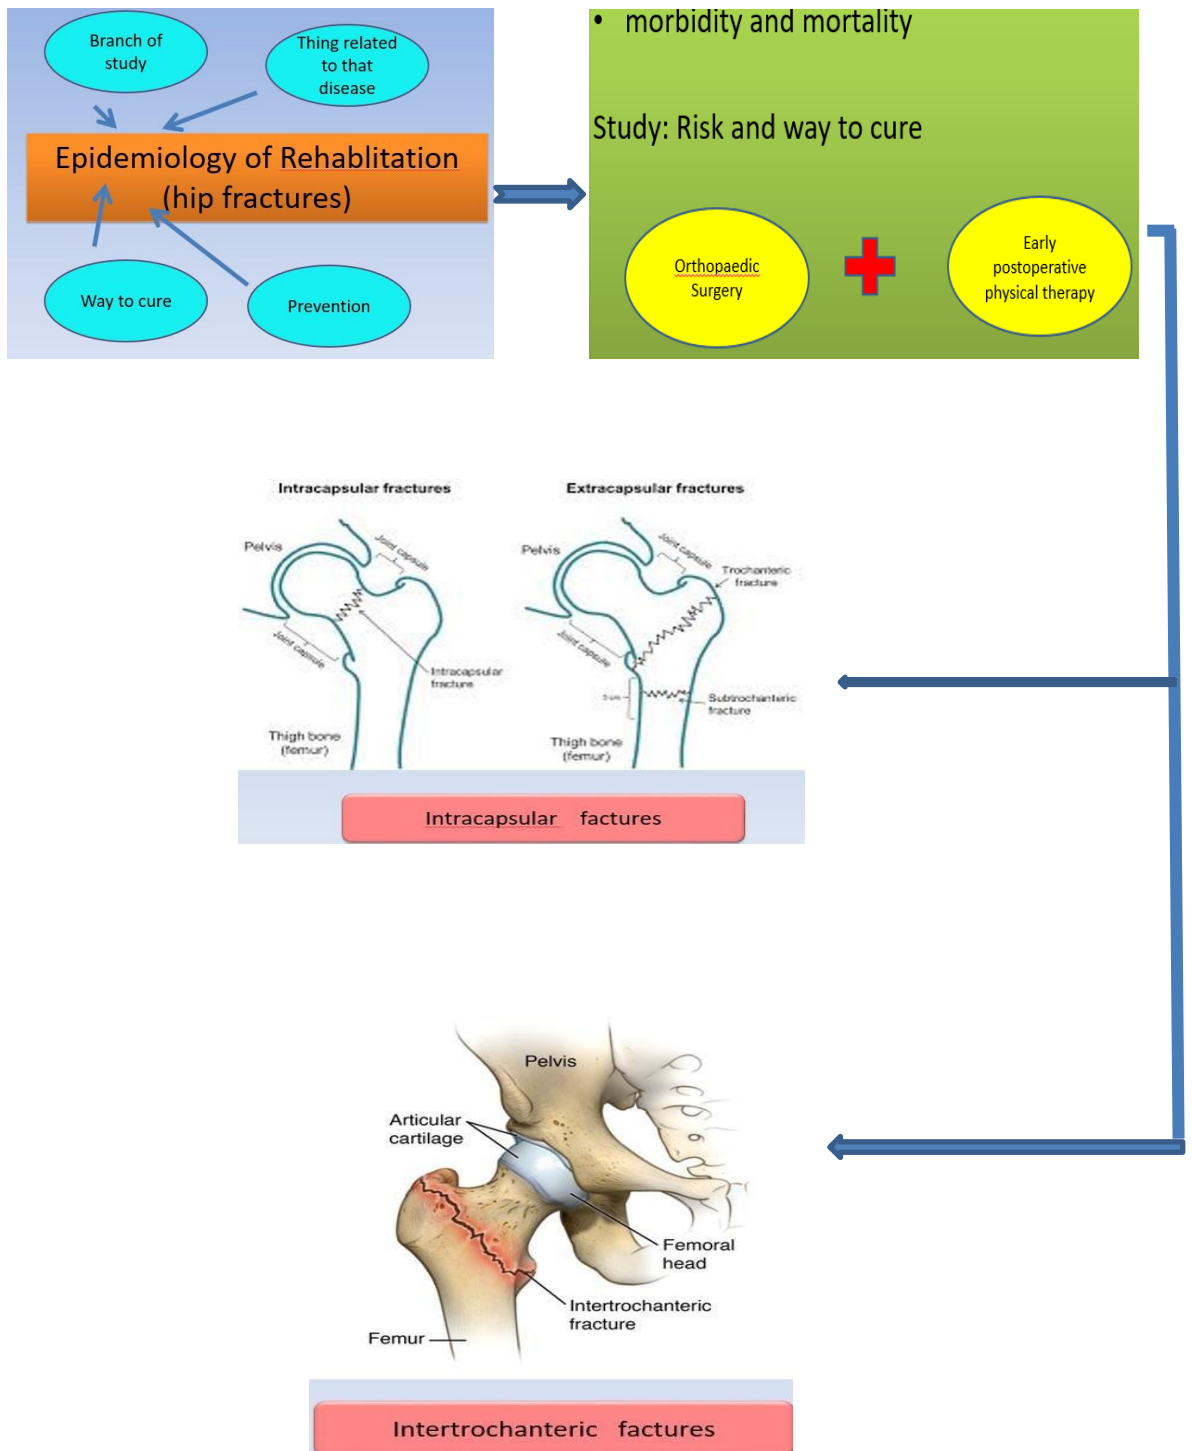 Branch of
study
Thing related
to that
disease
Epidemiology of Rehablitation
(hip fractures)
Way to cure
Prevention
• morbidity and mortality
Study: Risk and way to cure
Orthopaedic
Surgery
Early
postoperative
physical therapy
Intracapsular fractures
Pelvis
Joint capsule
Joint capsule
Intracapsular
fracture
Thigh bone
(femur)
Extracapsular fractures
Pelvis
Joint capsule
Trochanteric
fracture
Joint capsule
Subtrochanteric
fracture
Thigh bone
(femur)
Intracapsular factures
Pelvis
Articular
cartilage
Femoral
head
Intertrochanteric
fracture
Femur
Intertrochanteric factures